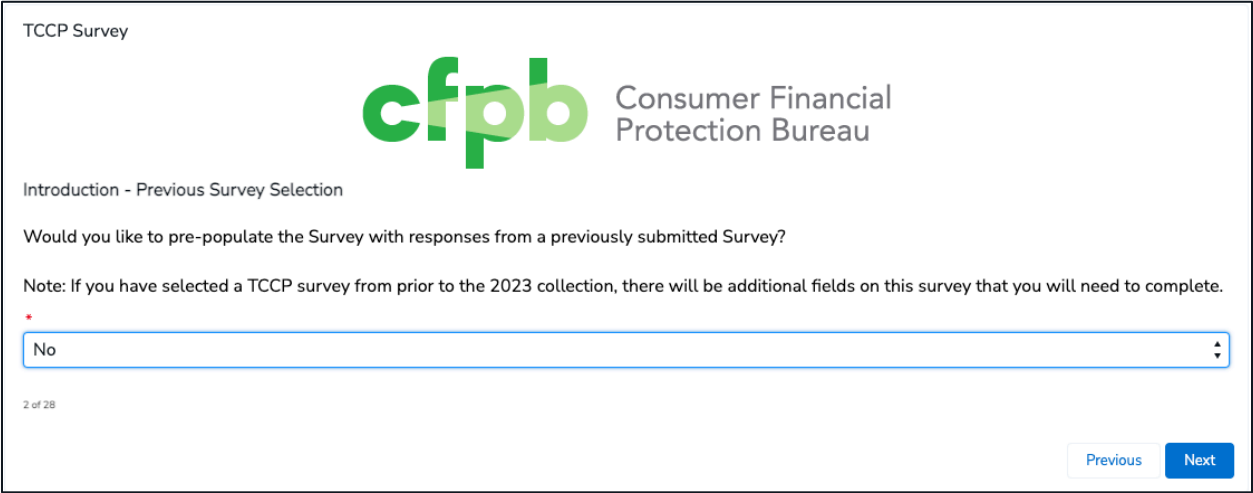 TCCP Survey
cfpb
Consumer Financial
Protection Bureau
Introduction - Previous Survey Selection
Would you like to pre-populate the Survey with responses from a previously submitted Survey?
Note: If you have selected a TCCP survey from prior to the 2023 collection, there will be additional fields on this survey that you will need to complete.
*
No
2 of 28
Previous
Next